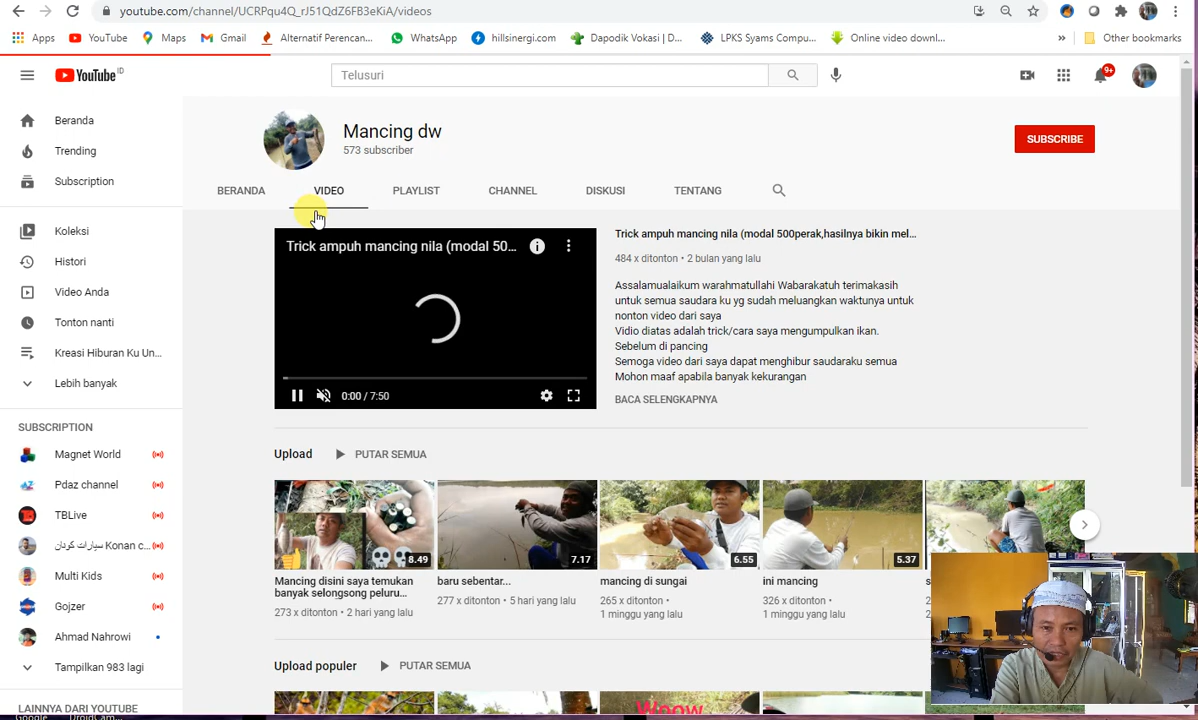 youtube.com/channel/UCRPqu4Q_rJ51QdZ6FB3eKiA/videos
Apps YouTube Maps Gmail Alternatif Perencan... WhatsApp hillsinergi.com Dapodik Vokasi | D... LPKS Syams Compu... Online video downl... » Other bookmarks
YouTube ID
Telusuri
9+
Beranda
Trending
Subscription
Koleksi
Histori
Video Anda
Tonton nanti
Kreasi Hiburan Ku Un...
Lebih banyak
SUBSCRIPTION
Magnet World
Pdaz channel
TBLive
سيارات كودان Konan c...
Multi Kids
Gojzer
Ahmad Nahrowi
Tampilkan 983 lagi
LAINNYA DARI YOUTUBE
Mancing dw
573 subscriber
SUBSCRIBE
BERANDA VIDEO PLAYLIST CHANNEL DISKUSI TENTANG
Trick ampuh mancing nila (modal 50...
0:00 / 7:50
Trick ampuh mancing nila (modal 500perak,hasilnya bikin mel...
484 x ditonton • 2 bulan yang lalu
Assalamualaikum warahmatullahi Wabarakatuh terimakasih
untuk semua saudara ku yg sudah meluangkan waktunya untuk
nonton video dari saya
Vidio diatas adalah trick/cara saya mengumpulkan ikan.
Sebelum di pancing
Semoga video dari saya dapat menghibur saudaraku semua
Mohon maaf apabila banyak kekurangan
BACA SELENGKAPNYA
Upload PUTAR SEMUA
8.49
7.17
6.55
5.37
Mancing disini saya temukan
banyak selongsong peluru...
273 x ditonton • 2 hari yang lalu
baru sebentar...
277 x ditonton • 5 hari yang lalu
mancing di sungai
265 x ditonton •
1 minggu yang lalu
ini mancing
326 x ditonton •
1 minggu yang lalu
Upload populer PUTAR SEMUA
Woow
Google DroidCam...